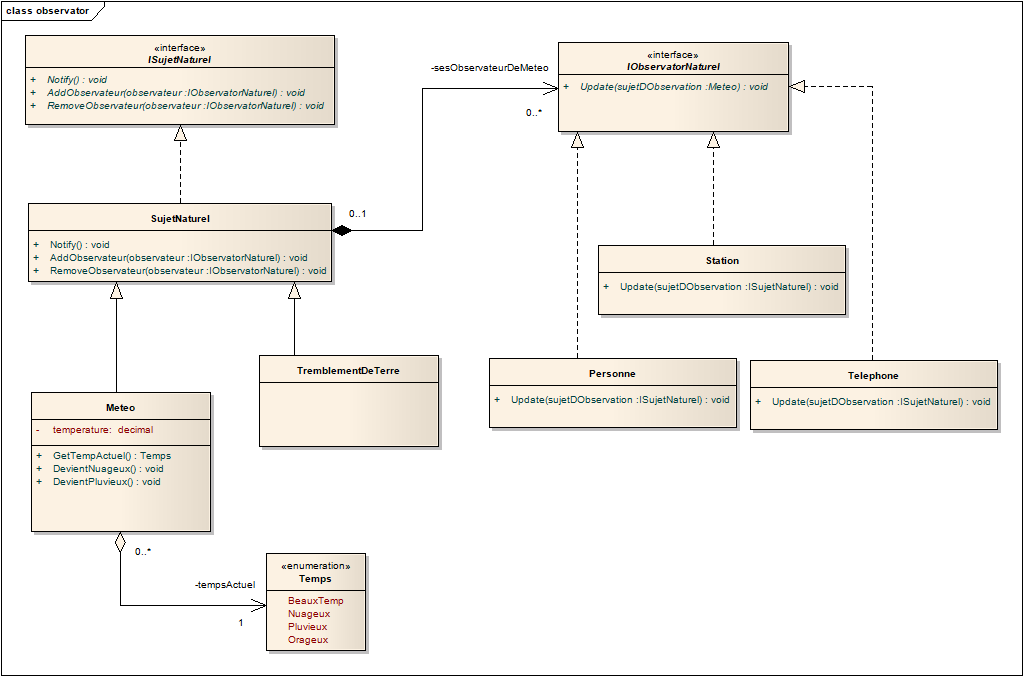 class observator
«interface»
ISujetNaturel
+ Notify() : void
+ AddObservateur(observateur :IObservatorNaturel) : void
+ RemoveObservateur(observateur :IObservatorNaturel) : void
-sesObservateurDeMeteo
0..*
«interface»
IObservatorNaturel
+ Update(sujetDObservation :Meteo) : void
SujetNaturel
+ Notify() : void
+ AddObservateur(observateur :IObservatorNaturel) : void
+ RemoveObservateur(observateur :IObservatorNaturel) : void
0..1
Station
+ Update(sujetDObservation :ISujetNaturel) : void
TremblementDeTerre
Personne
+ Update(sujetDObservation :ISujetNaturel) : void
Telephone
+ Update(sujetDObservation :ISujetNaturel) : void
Meteo
- temperature: decimal
+ GetTempActuel() : Temps
+ DevientNuageux() : void
+ DevientPluvieux() : void
0..*
-tempsActuel
1
«enumeration»
Temps
BeauxTemp
Nuageux
Pluvieux
Orageux